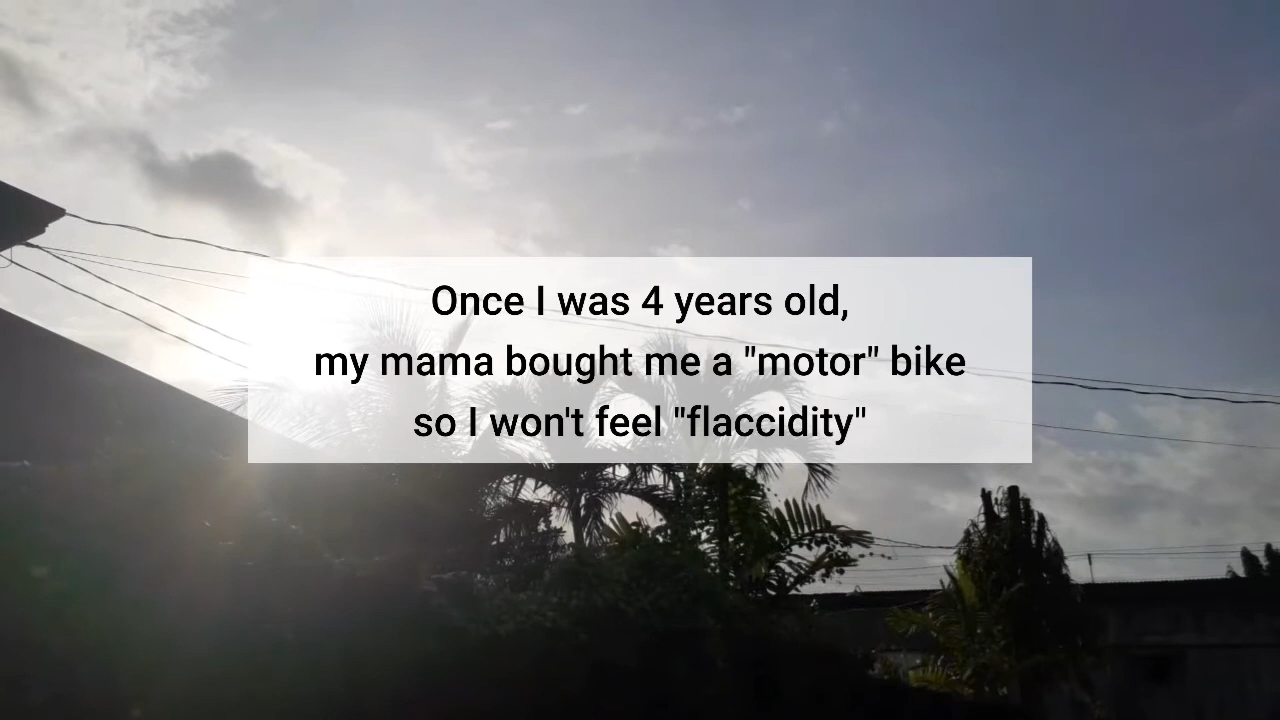 Once I was 4 years old,
my mama bought me a "motor" bike
so I won't feel "flaccidity"